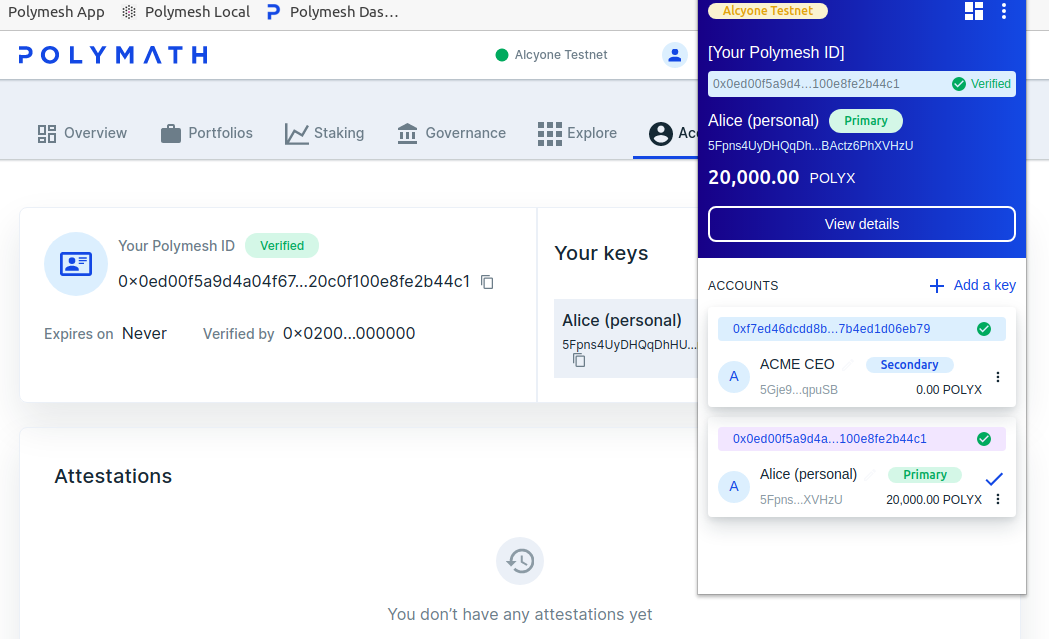 Polymesh App Polymesh Local Polymesh Das...
POLYMATH
Alcyone Testnet
Overview Portfolios Staking Governance Explore Acc
Your Polymesh ID Verified
0×0ed00f5a9d4a04f67...20c0f100e8fe2b44c1
Expires on Never Verified by 0×0200...000000
Your keys
Alice (personal)
5Fpns4UyDHQqDhHU...
Attestations
You don’t have any attestations yet
Alcyone Testnet
[Your Polymesh ID]
0x0ed00f5a9d4...100e8fe2b44c1 Verified
Alice (personal) Primary
5Fpns4UyDHQqDh...BActz6PhXVHzU
20,000.00 POLYX
View details
ACCOUNTS + Add a key
0xf7ed46dcdd8b...7b4ed1d06eb79
A ACME CEO Secondary
5Gje9...qpuSB 0.00 POLYX
0x0ed00f5a9d4a...100e8fe2b44c1
A Alice (personal) Primary
5Fpns...XVHzU 20,000.00 POLYX